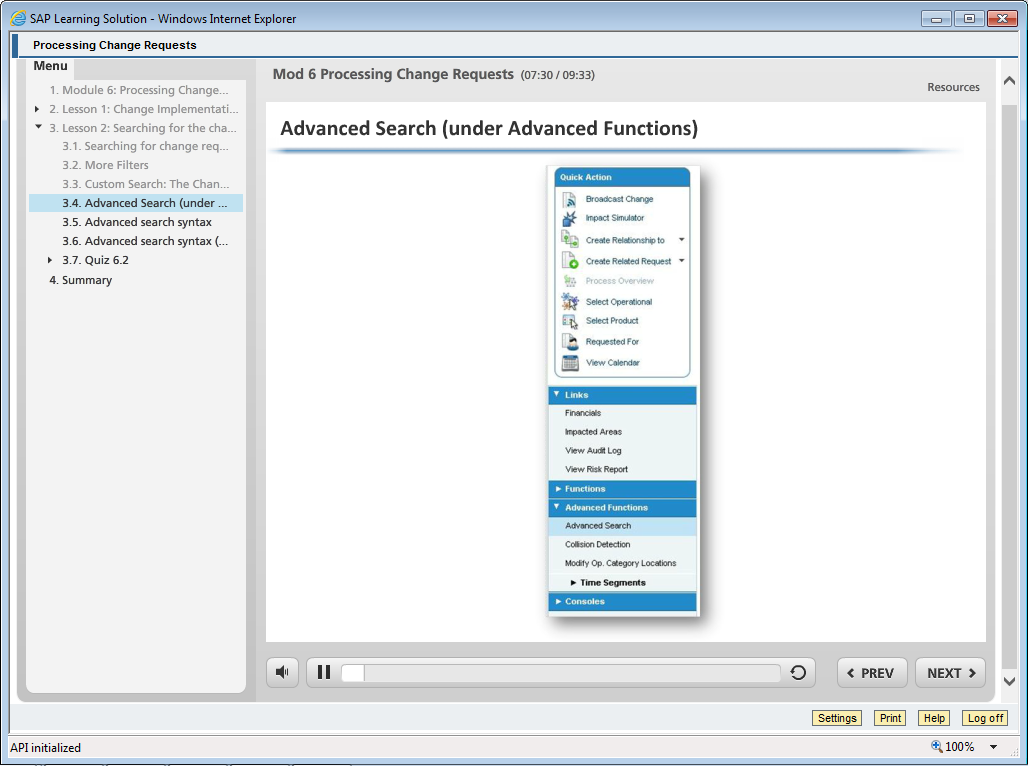 SAP Learning Solution - Windows Internet Explorer
Processing Change Requests
Menu
1. Module 6: Processing Change...
2. Lesson 1: Change Implementati...
3. Lesson 2: Searching for the cha...
3.1. Searching for change req...
3.2. More Filters
3.3. Custom Search: The Chan...
3.4. Advanced Search (under ...
3.5. Advanced search syntax
3.6. Advanced search syntax (...
3.7. Quiz 6.2
4. Summary
Mod 6 Processing Change Requests (07:30 / 09:33)
Resources
Advanced Search (under Advanced Functions)
Quick Action
Broadcast Change
Impact Simulator
Create Relationship to
Create Related Request
Process Overview
Select Operational
Select Product
Requested For
View Calendar
Links
Financials
Impacted Areas
View Audit Log
View Risk Report
Functions
Advanced Functions
Advanced Search
Collision Detection
Modify Op. Category Locations
Time Segments
Consoles
PREV
NEXT
Settings
Print
Help
Log off
API initialized
100%